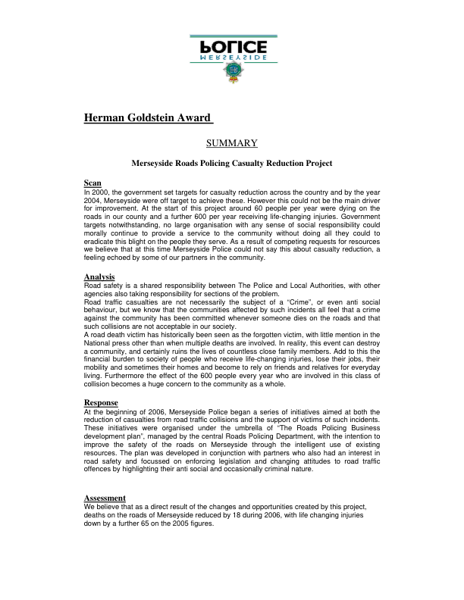 POLICE
MERSEYSIDE
Herman Goldstein Award
SUMMARY
Merseyside Roads Policing Casualty Reduction Project
Scan
In 2000, the government set targets for casualty reduction across the country and by the year
2004, Merseyside were off target to achieve these. However this could not be the main driver
for improvement. At the start of this project around 60 people per year were dying on the
roads in our county and a further 600 per year receiving life-changing injuries. Government
targets notwithstanding, no large organisation with any sense of social responsibility could
morally continue to provide a service to the community without doing all they could to
eradicate this blight on the people they serve. As a result of competing requests for resources
we believe that at this time Merseyside Police could not say this about casualty reduction, a
feeling echoed by some of our partners in the community.
Analysis
Road safety is a shared responsibility between The Police and Local Authorities, with other
agencies also taking responsibility for sections of the problem.
Road traffic casualties are not necessarily the subject of a "Crime", or even anti social
behaviour, but we know that the communities affected by such incidents all feel that a crime
against the community has been committed whenever someone dies on the roads and that
such collisions are not acceptable in our society.
A road death victim has historically been seen as the forgotten victim, with little mention in the
National press other than when multiple deaths are involved. In reality, this event can destroy
a community, and certainly ruins the lives of countless close family members. Add to this the
financial burden to society of people who receive life-changing injuries, lose their jobs, their
mobility and sometimes their homes and become to rely on friends and relatives for everyday
living. Furthermore the effect of the 600 people every year who are involved in this class of
collision becomes a huge concern to the community as a whole.
Response
At the beginning of 2006, Merseyside Police began a series of initiatives aimed at both the
reduction of casualties from road traffic collisions and the support of victims of such incidents.
These initiatives were organised under the umbrella of "The Roads Policing Business
development plan", managed by the central Roads Policing Department, with the intention to
improve the safety of the roads on Merseyside through the intelligent use of existing
resources. The plan was developed in conjunction with partners who also had an interest in
road safety and focussed on enforcing legislation and changing attitudes to road traffic
offences by highlighting their anti social and occasionally criminal nature.
Assessment
We believe that as a direct result of the changes and opportunities created by this project,
deaths on the roads of Merseyside reduced by 18 during 2006, with life changing injuries
down by a further 65 on the 2005 figures.